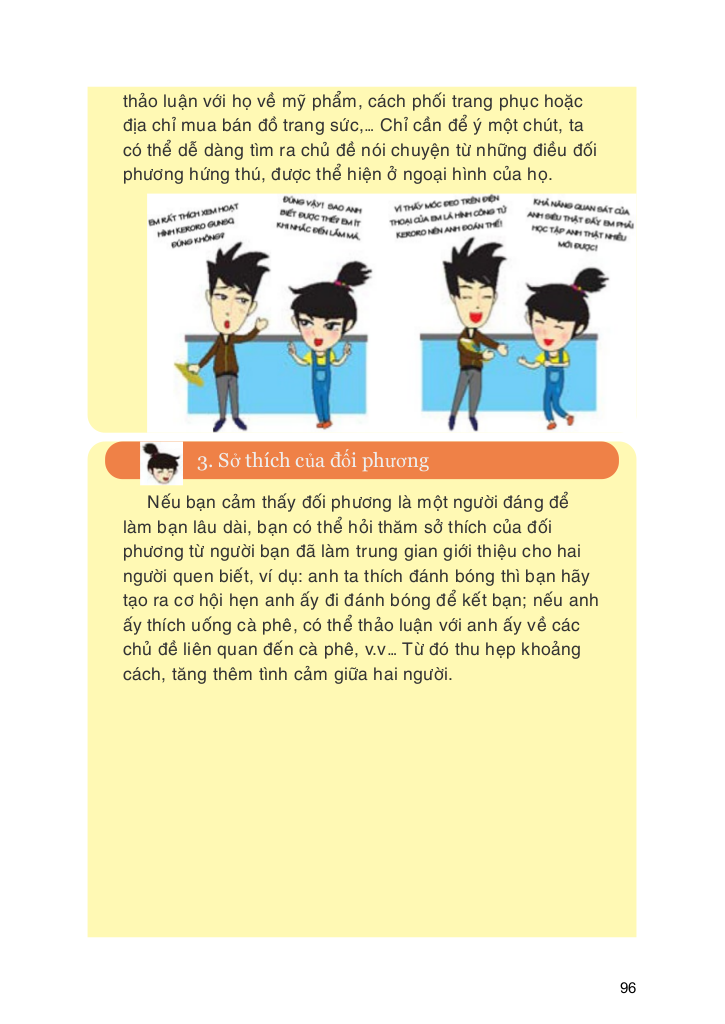 thảo luận với họ về mỹ phẩm, cách phối trang phục hoặc
địa chỉ mua bán đồ trang sức,... Chỉ cần để ý một chút, ta
có thể dễ dàng tìm ra chủ đề nói chuyện từ những điều đối
phương hứng thú, được thể hiện ở ngoại hình của họ.
EM RẤT THÍCH XEM HOẠT
HÌNH KERORO GUNSO,
ĐÚNG KHÔNG?
ĐÚNG VẬY! SAO ANH
BIẾT ĐƯỢC THẾ? EM ÍT
KHI NHẮC ĐẾN LẮM MÀ.
VÌ THẤY MÓC ĐEO TRÊN ĐIỆN
THOẠI CỦA EM LÀ HÌNH CÔNG TỬ
KERORO NÊN ANH ĐOÁN THẾ!
KHẢ NĂNG QUAN SÁT CỦA
ANH SIÊU THẬT ĐẤY, EM PHẢI
HỌC TẬP ANH THẬT NHIỀU
MỚI ĐƯỢC!
3. Sở thích của đối phương
Nếu bạn cảm thấy đối phương là một người đáng để
làm bạn lâu dài, bạn có thể hỏi thăm sở thích của đối
phương từ người bạn đã làm trung gian giới thiệu cho hai
người quen biết, ví dụ: anh ta thích đánh bóng thì bạn hãy
tạo ra cơ hội hẹn anh ấy đi đánh bóng để kết bạn; nếu anh
ấy thích uống cà phê, có thể thảo luận với anh ấy về các
chủ đề liên quan đến cà phê, v.v... Từ đó thu hẹp khoảng
cách, tăng thêm tình cảm giữa hai người.
96